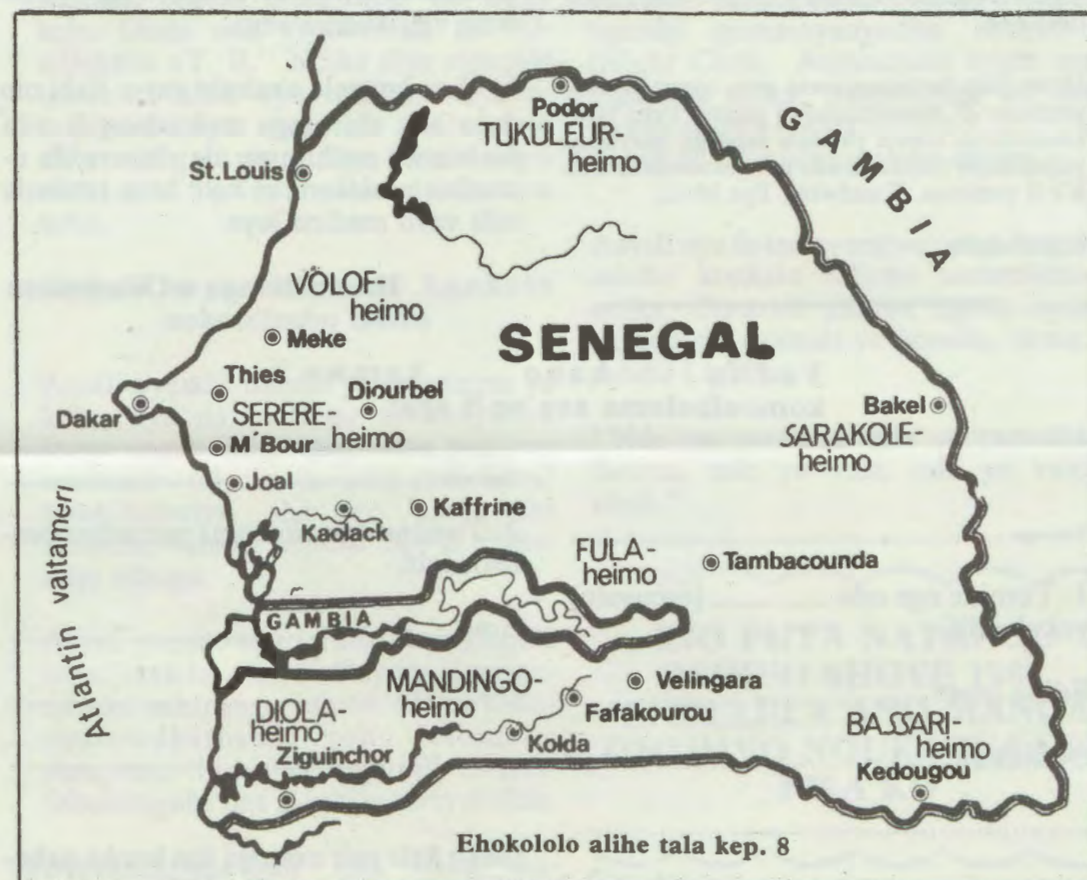 Podor
TUKULEUR-
heimo
GAMBIA
St.Louis
VÖLOF-
heimo
SENEGAL
Meke
Thies
Diourbel
Dakar
SERERE-
heimo
Bakel
M´Bour
SARAKOLE-
heimo
Joal
Kaffrine
Kaolack
Atlantin valtameri
FULA-
heimo
Tambacounda
GAMBIA
MANDINGO-
heimo
Velingara
Fafakourou
DIOLA-
heimo
Kolda
BASSARI-
heimo
Ziguinchor
Kedougou
Ehokololo alihe tala kep. 8